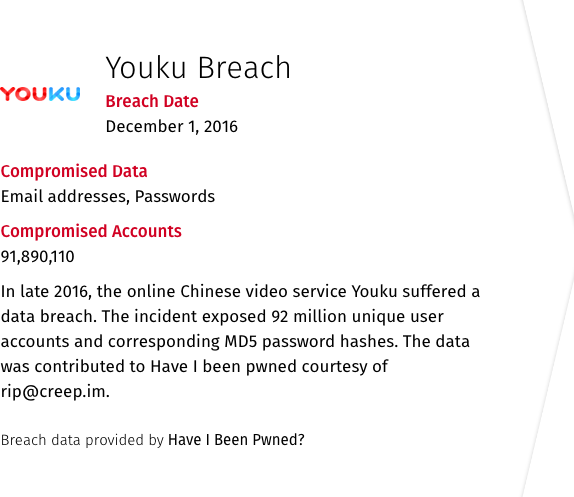 Youku Breach
YOUKU
Breach Date
December 1, 2016
Compromised Data
Email addresses, Passwords
Compromised Accounts
91,890,110
In late 2016, the online Chinese video service Youku suffered a
data breach. The incident exposed 92 million unique user
accounts and corresponding MD5 password hashes. The data
was contributed to Have I been pwned courtesy of
rip@creep.im.
Breach data provided by Have I Been Pwned?